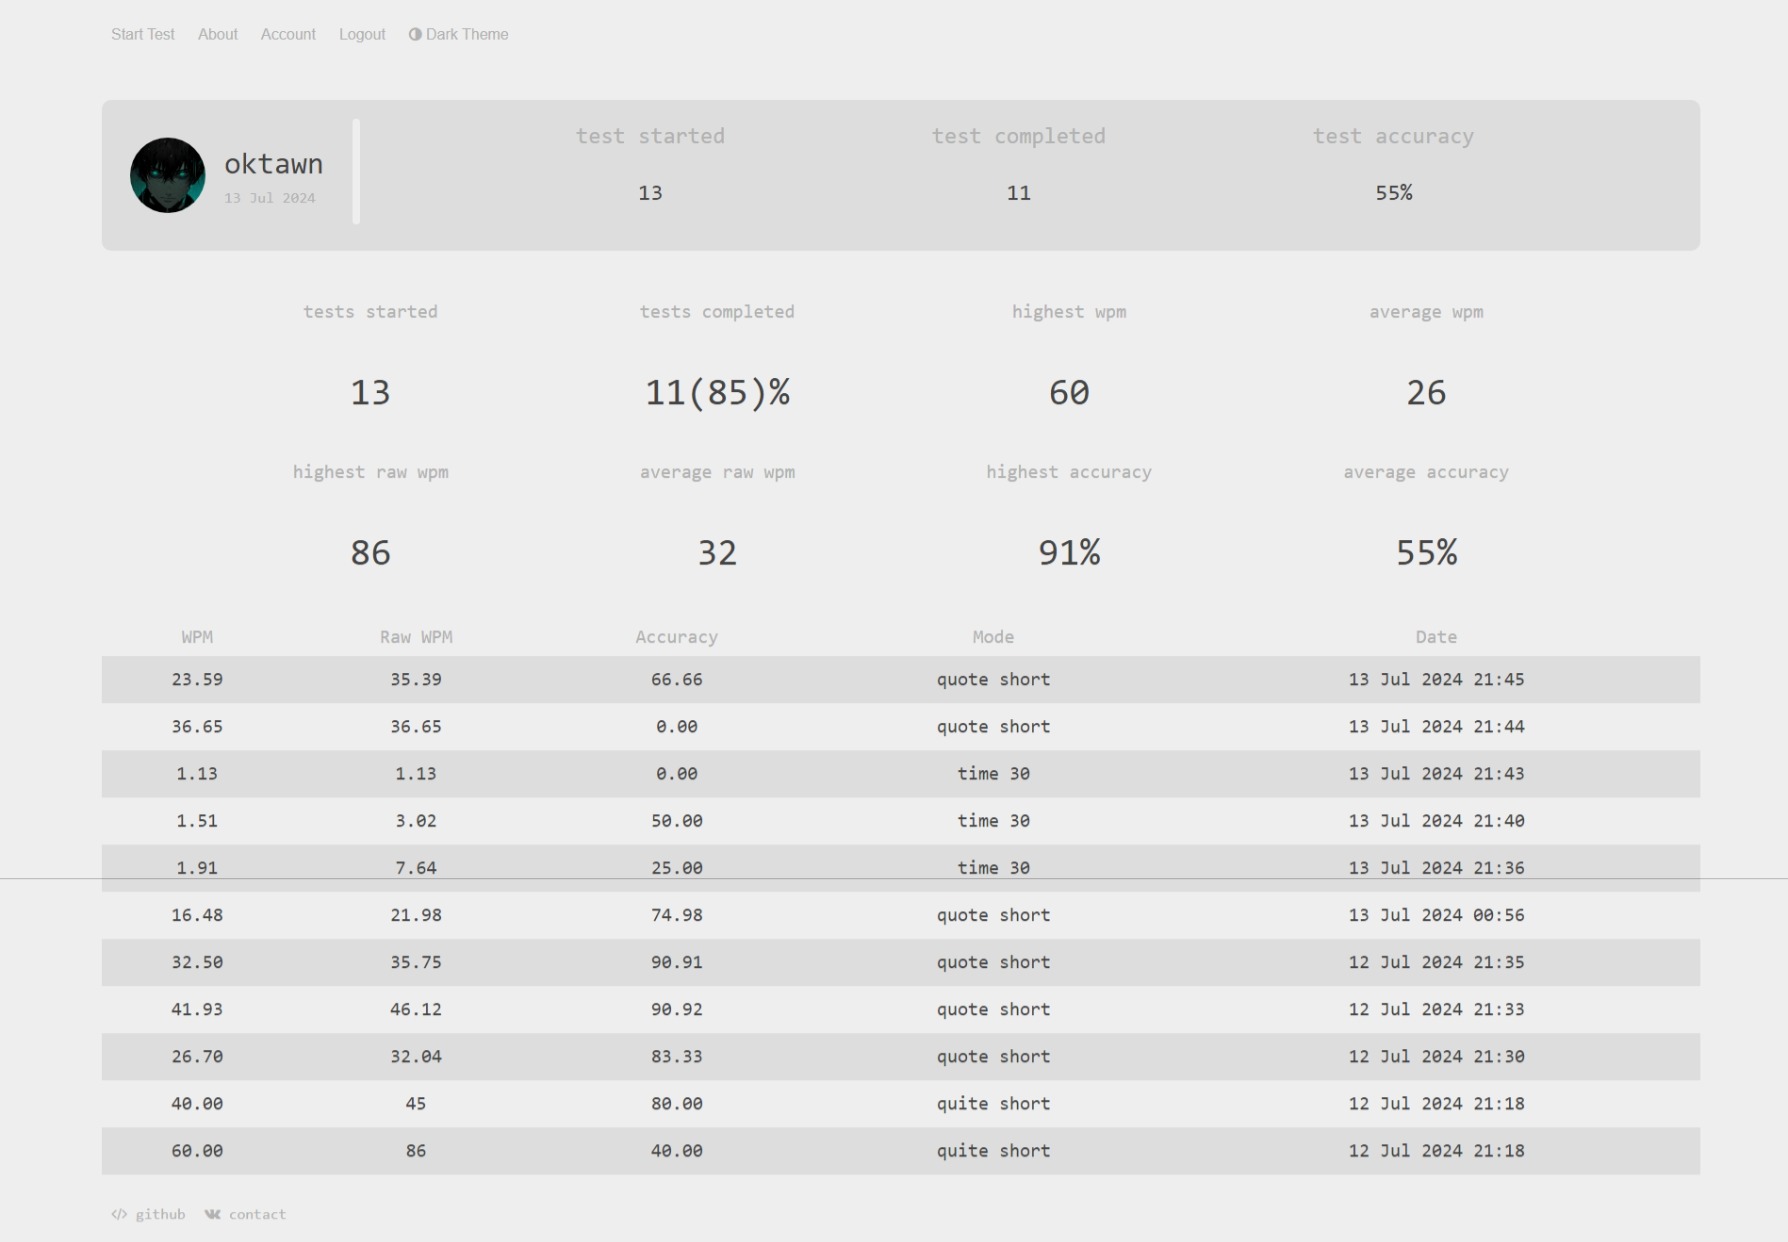 Start Test About Account Logout Dark Theme
test started test completed test accuracy
oktawn
13 Jul 2024
13 11 55%
tests started tests completed highest wpm average wpm
13 11(85)% 60 26
highest raw wpm average raw wpm highest accuracy average accuracy
86 32 91% 55%
WPM Raw WPM Accuracy Mode Date
23.59 35.39 66.66 quote short 13 Jul 2024 21:45
36.65 36.65 0.00 quote short 13 Jul 2024 21:44
1.13 1.13 0.00 time 30 13 Jul 2024 21:43
1.51 3.02 50.00 time 30 13 Jul 2024 21:40
1.91 7.64 25.00 time 30 13 Jul 2024 21:36
16.48 21.98 74.98 quote short 13 Jul 2024 00:56
32.50 35.75 90.91 quote short 12 Jul 2024 21:35
41.93 46.12 90.92 quote short 12 Jul 2024 21:33
26.70 32.04 83.33 quote short 12 Jul 2024 21:30
40.00 45 80.00 quite short 12 Jul 2024 21:18
60.00 86 40.00 quite short 12 Jul 2024 21:18
github contact